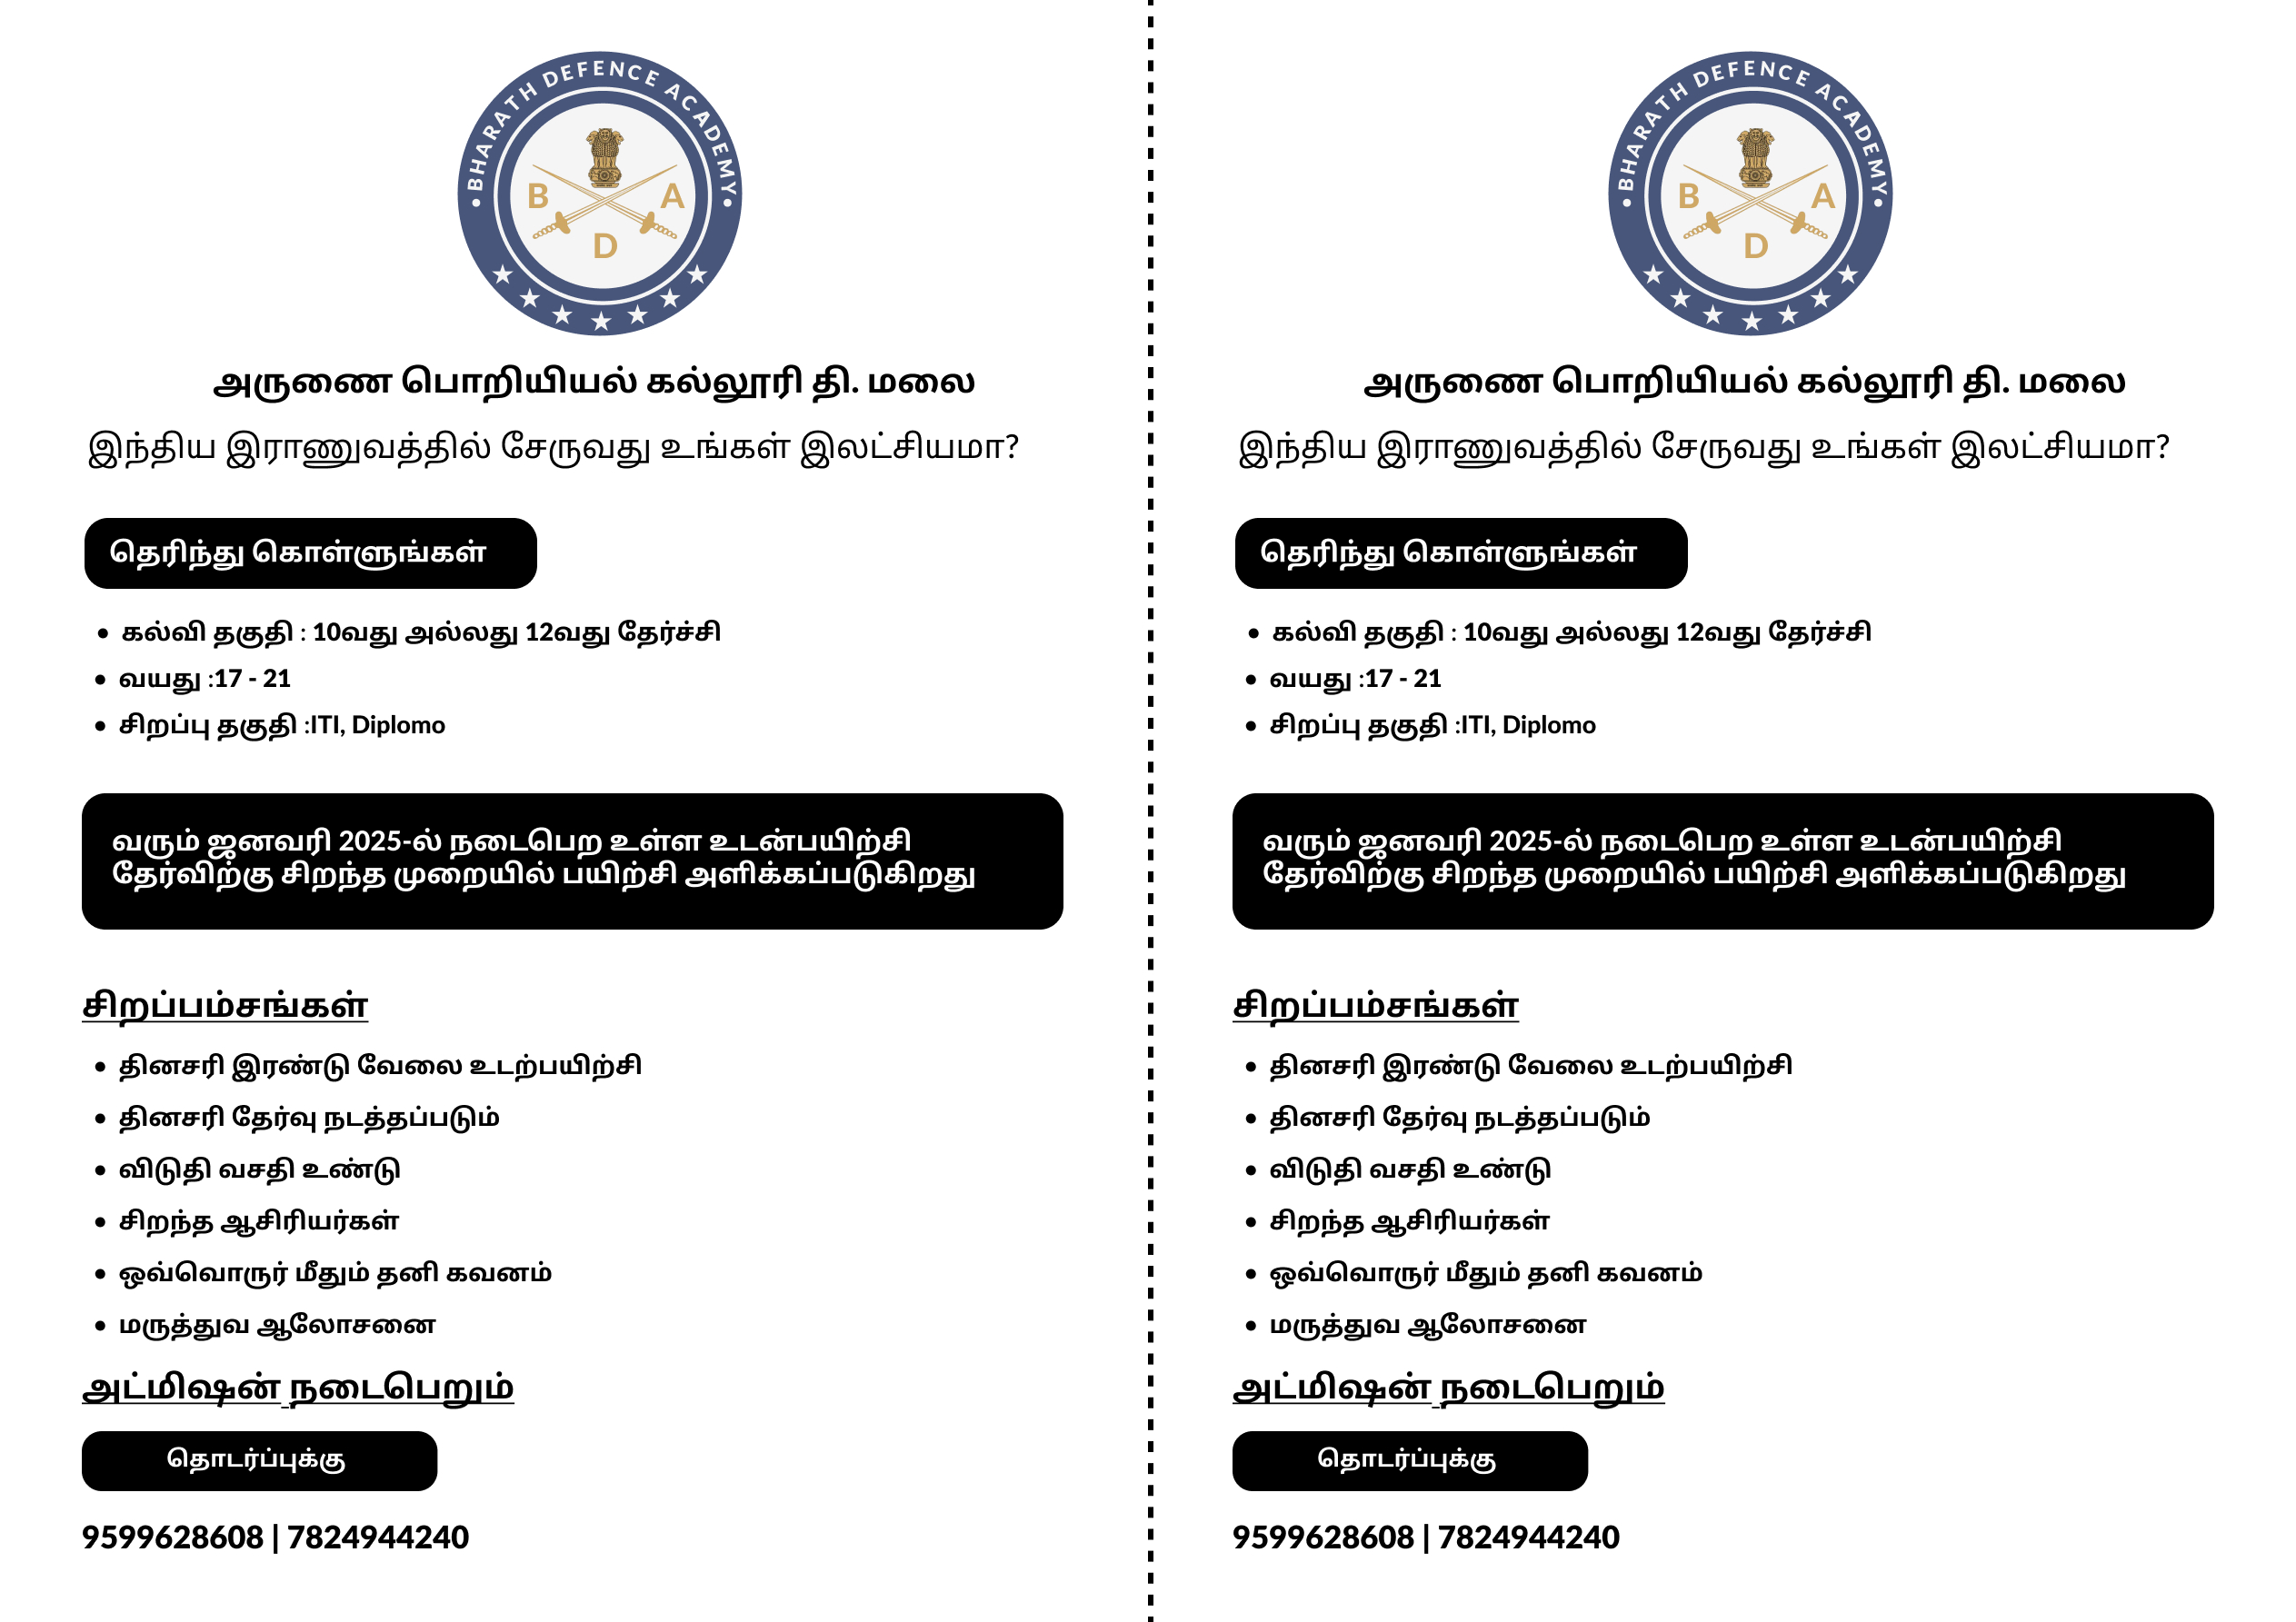 BHARATH DEFENCE ACADEMY
B A
D
அருணை பொறியியல் கல்லூரி தி. மலை
இந்திய இராணுவத்தில் சேருவது உங்கள் இலட்சியமா?
தெரிந்து கொள்ளுங்கள்
• கல்வி தகுதி : 10வது அல்லது 12வது தேர்ச்சி
• வயது :17 - 21
• சிறப்பு தகுதி :ITI, Diplomo
வரும் ஜனவரி 2025-ல் நடைபெற உள்ள உடன்பயிற்சி
தேர்விற்கு சிறந்த முறையில் பயிற்சி அளிக்கப்படுகிறது
சிறப்பம்சங்கள்
• தினசரி இரண்டு வேலை உடற்பயிற்சி
• தினசரி தேர்வு நடத்தப்படும்
• விடுதி வசதி உண்டு
• சிறந்த ஆசிரியர்கள்
• ஒவ்வொருர் மீதும் தனி கவனம்
• மருத்துவ ஆலோசனை
அட்மிஷன் நடைபெறும்
தொடர்ப்புக்கு
9599628608 | 7824944240
BHARATH DEFENCE ACADEMY
B A
D
அருணை பொறியியல் கல்லூரி தி. மலை
இந்திய இராணுவத்தில் சேருவது உங்கள் இலட்சியமா?
தெரிந்து கொள்ளுங்கள்
• கல்வி தகுதி : 10வது அல்லது 12வது தேர்ச்சி
• வயது :17 - 21
• சிறப்பு தகுதி :ITI, Diplomo
வரும் ஜனவரி 2025-ல் நடைபெற உள்ள உடன்பயிற்சி
தேர்விற்கு சிறந்த முறையில் பயிற்சி அளிக்கப்படுகிறது
சிறப்பம்சங்கள்
• தினசரி இரண்டு வேலை உடற்பயிற்சி
• தினசரி தேர்வு நடத்தப்படும்
• விடுதி வசதி உண்டு
• சிறந்த ஆசிரியர்கள்
• ஒவ்வொருர் மீதும் தனி கவனம்
• மருத்துவ ஆலோசனை
அட்மிஷன் நடைபெறும்
தொடர்ப்புக்கு
9599628608 | 7824944240